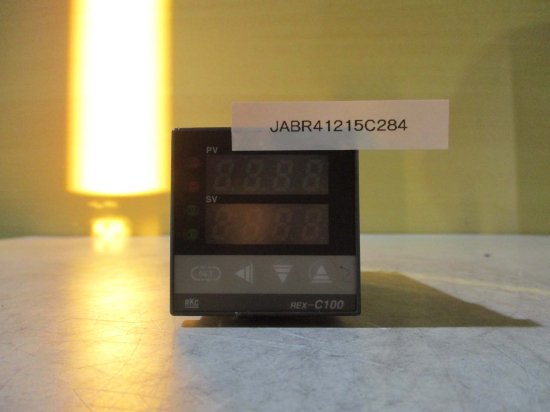 JABR41215C284
PV
SV
SET
RKC
REX-C100